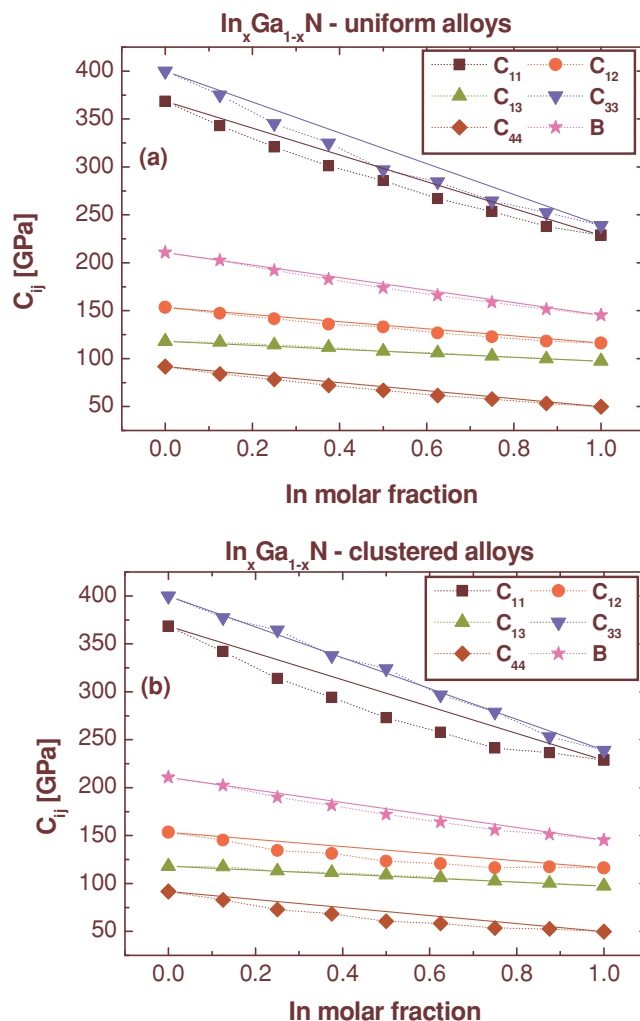 InxGa1-xN - uniform alloys
C11 C12
C13 C33
C44 B
(a)
Cij [GPa]
400
350
300
250
200
150
100
50
0.0 0.2 0.4 0.6 0.8 1.0
In molar fraction
InxGa1-xN - clustered alloys
C11 C12
C13 C33
C44 B
(b)
Cij [GPa]
400
350
300
250
200
150
100
50
0.0 0.2 0.4 0.6 0.8 1.0
In molar fraction